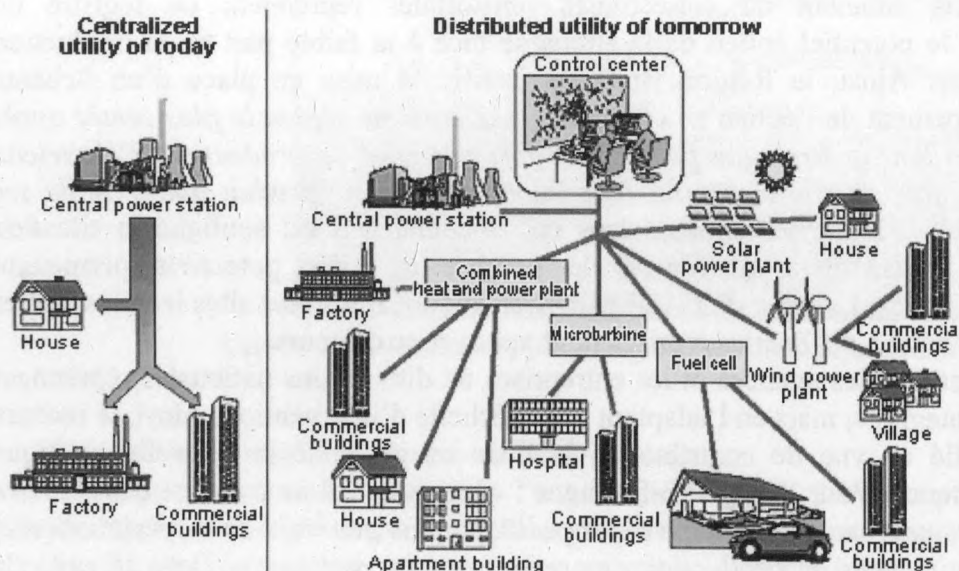 Centralized
utility of today
Central power station
House
Factory
Commercial
buildings
Distributed utility of tomorrow
Control center
Central power station
Solar
power plant
House
Combined
heat and power plant
Factory
Microturbine
Fuel cell
Wind power
plant
Commercial
buildings
Village
Commercial
buildings
Hospital
Commercial
buildings
House
Apartment building
Commercial
buildings